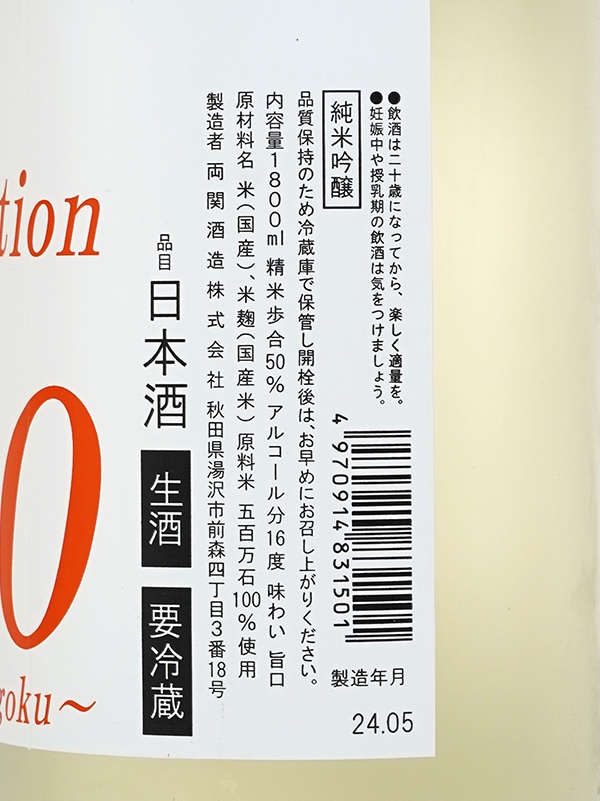 ●飲酒は二十歳になってから、楽しく適量を。
●妊娠中や授乳期の飲酒は気をつけましょう。
純米吟醸
品質保持のため冷蔵庫で保管し開栓後は、お早めにお召し上がりください。
内容量1800ml 精米歩合50% アルコール分16度 味わい 旨口
原材料名 米(国産)、米麹(国産米) 原料米 五百万石100%使用
製造者 両関酒造株式会社 秋田県湯沢市前森四丁目3番18号
品目 日本酒 生酒 要冷蔵
4 970914 831501
製造年月
24.05
tion
0
goku～